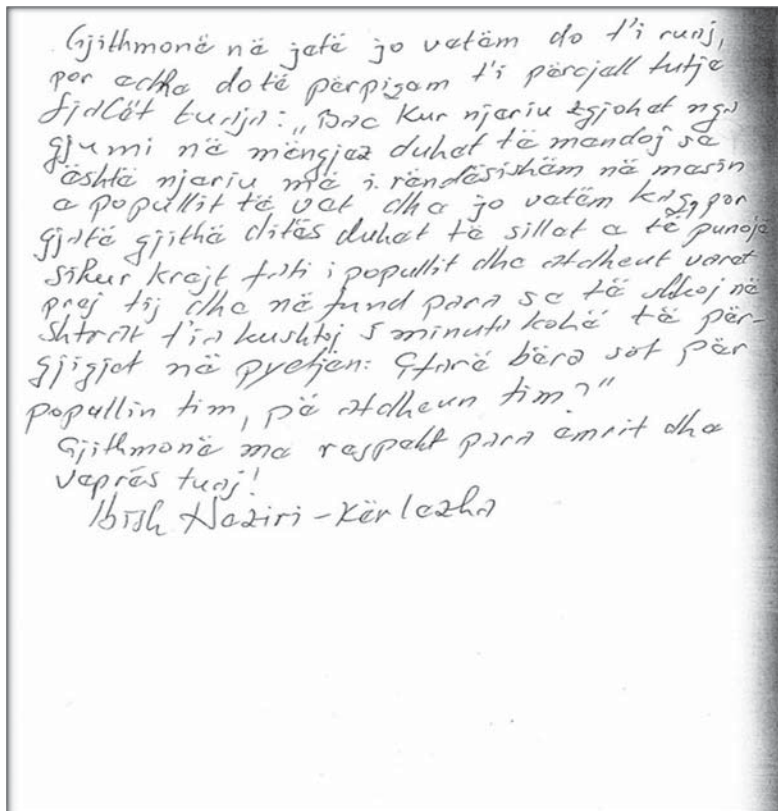 Gjithmonë në jetë jo vetëm do t'i ruaj,
por edhe do të përpiqem t'i përcjell tutje
fjalët tuaja: „Bac kur njeriu zgjohet nga
gjumi në mëngjez duhet të mendoj se
është njeriu më i rëndësishëm në mesin
e popullit të vet dhe jo vetëm kaq, por
gjatë gjithë ditës duhet të sillet e të punojë
sikur krejt fati i popullit dhe atdheut varet
prej tij dhe në fund para se të shkoj në
shtrat t'ia kushtoj 5 minuta kohë të për-
gjigjet në pyetjen: Çfarë bëra sot për
popullin tim, pë atdheun tim?"
Gjithmonë me respekt para emrit dhe
veprës tuaj!
Ibish Neziri - Kërlezha